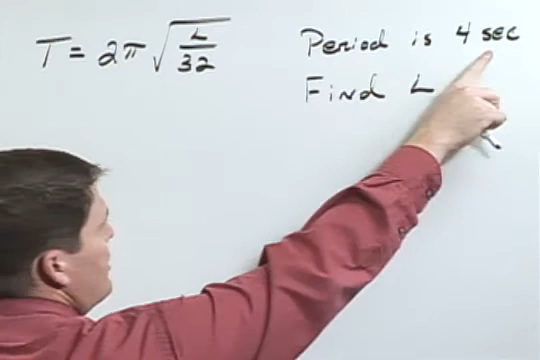 T = 2π √(L/32)
Period is 4 sec
Find L